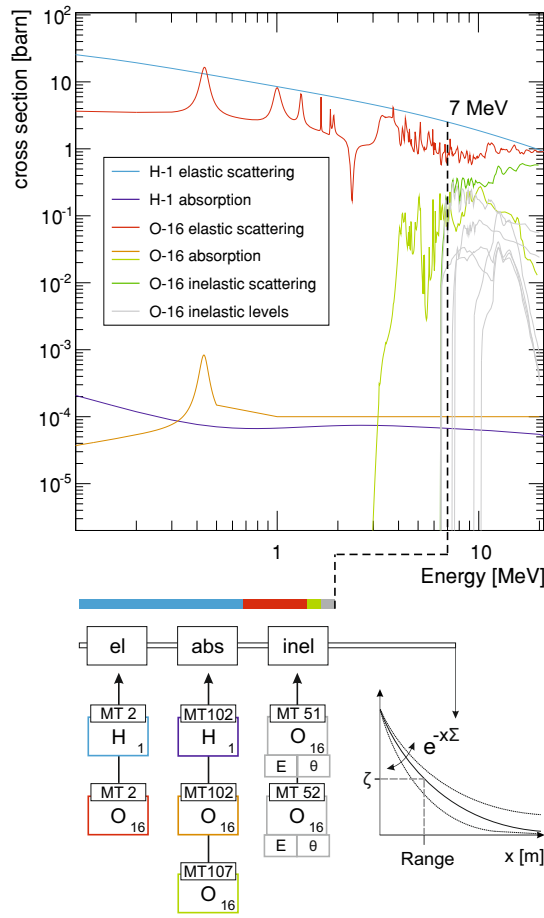 cross section [barn]
10²
10
1
10⁻¹
10⁻²
10⁻³
10⁻⁴
10⁻⁵
7 MeV
H-1 elastic scattering
H-1 absorption
O-16 elastic scattering
O-16 absorption
O-16 inelastic scattering
O-16 inelastic levels
1 10
Energy [MeV]
el abs inel
MT 2 MT102 MT 51
H 1 H 1 O 16
E θ
MT 2 MT102 MT 52
O 16 O 16 O 16
E θ
MT107
O 16
e^-xΣ
ζ
Range x [m]